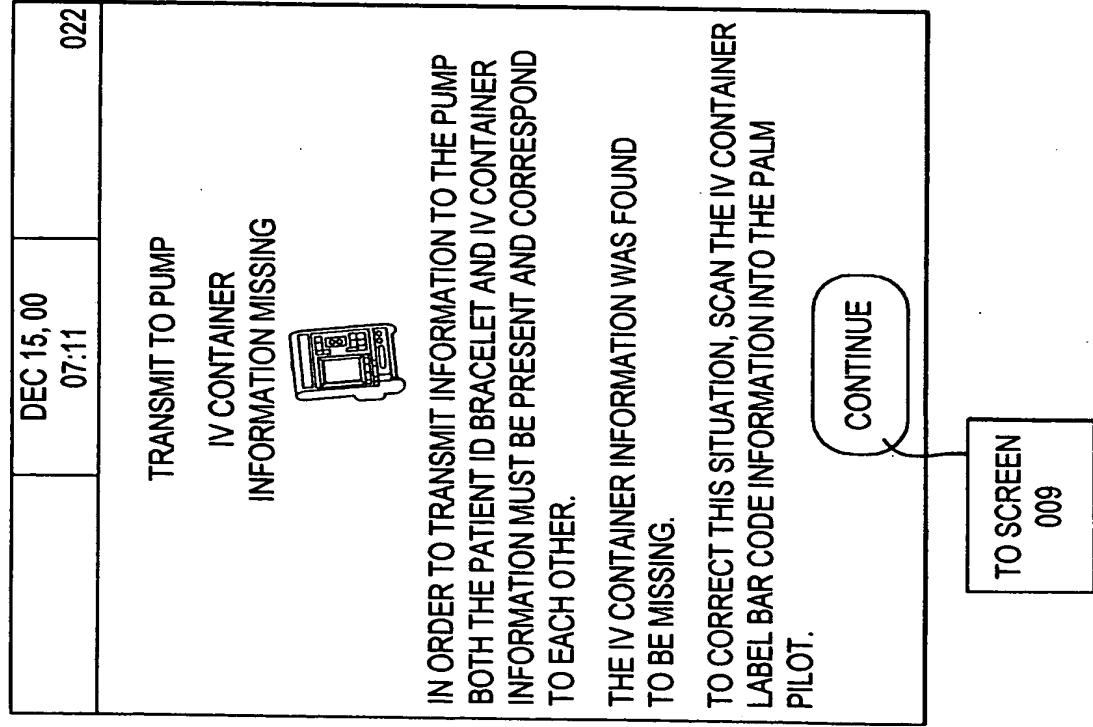 DEC 15, 00
07:11
022
TRANSMIT TO PUMP
IV CONTAINER
INFORMATION MISSING
IN ORDER TO TRANSMIT INFORMATION TO THE PUMP
BOTH THE PATIENT ID BRACELET AND IV CONTAINER
INFORMATION MUST BE PRESENT AND CORRESPOND
TO EACH OTHER.
THE IV CONTAINER INFORMATION WAS FOUND
TO BE MISSING.
TO CORRECT THIS SITUATION, SCAN THE IV CONTAINER
LABEL BAR CODE INFORMATION INTO THE PALM
PILOT.
CONTINUE
TO SCREEN
009